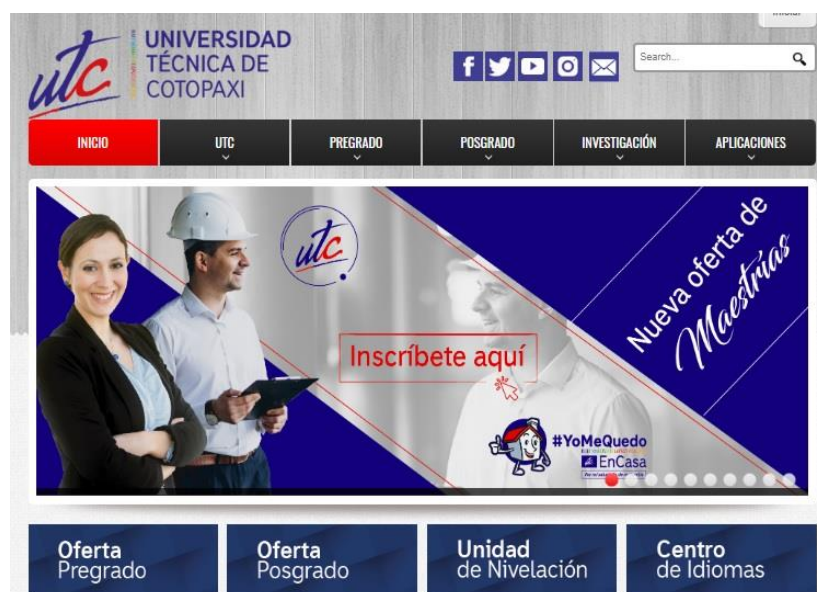 utc
UNIVERSIDAD
TÉCNICA DE
COTOPAXI
Search...
INICIO
UTC
PREGRADO
POSGRADO
INVESTIGACIÓN
APLICACIONES
utc
Nueva oferta de
Maestrías
Inscríbete aquí
#YoMeQuedo
EnCasa
Oferta
Pregrado
Oferta
Posgrado
Unidad
de Nivelación
Centro
de Idiomas